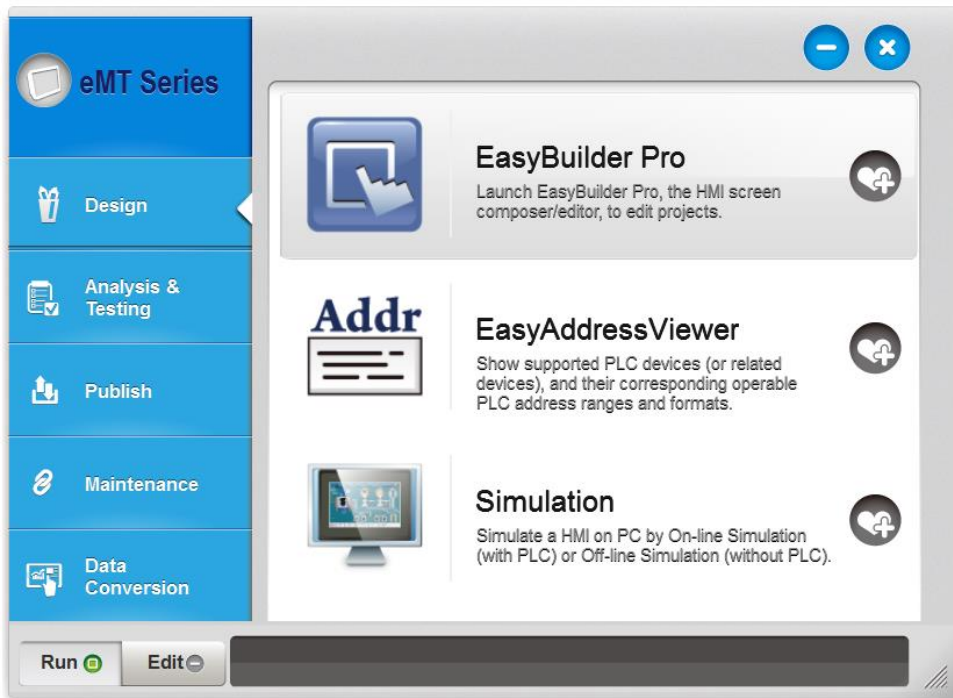 eMT Series
Design
Analysis &
Testing
Publish
Maintenance
Data
Conversion
EasyBuilder Pro
Launch EasyBuilder Pro, the HMI screen
composer/editor, to edit projects.
Addr
EasyAddressViewer
Show supported PLC devices (or related
devices), and their corresponding operable
PLC address ranges and formats.
Simulation
Simulate a HMI on PC by On-line Simulation
(with PLC) or Off-line Simulation (without PLC).
Run
Edit